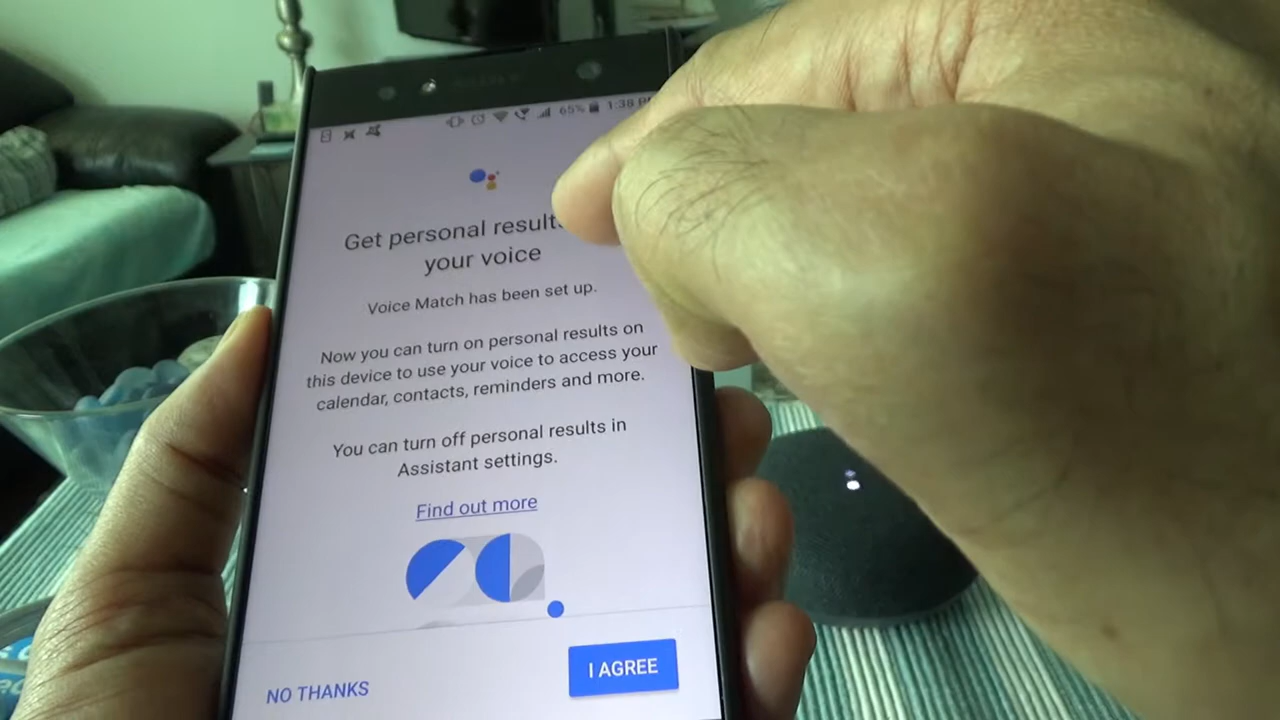 65% 1:38
Get personal result
your voice
Voice Match has been set up.
Now you can turn on personal results on
this device to use your voice to access your
calendar, contacts, reminders and more.
You can turn off personal results in
Assistant settings.
Find out more
NO THANKS
I AGREE